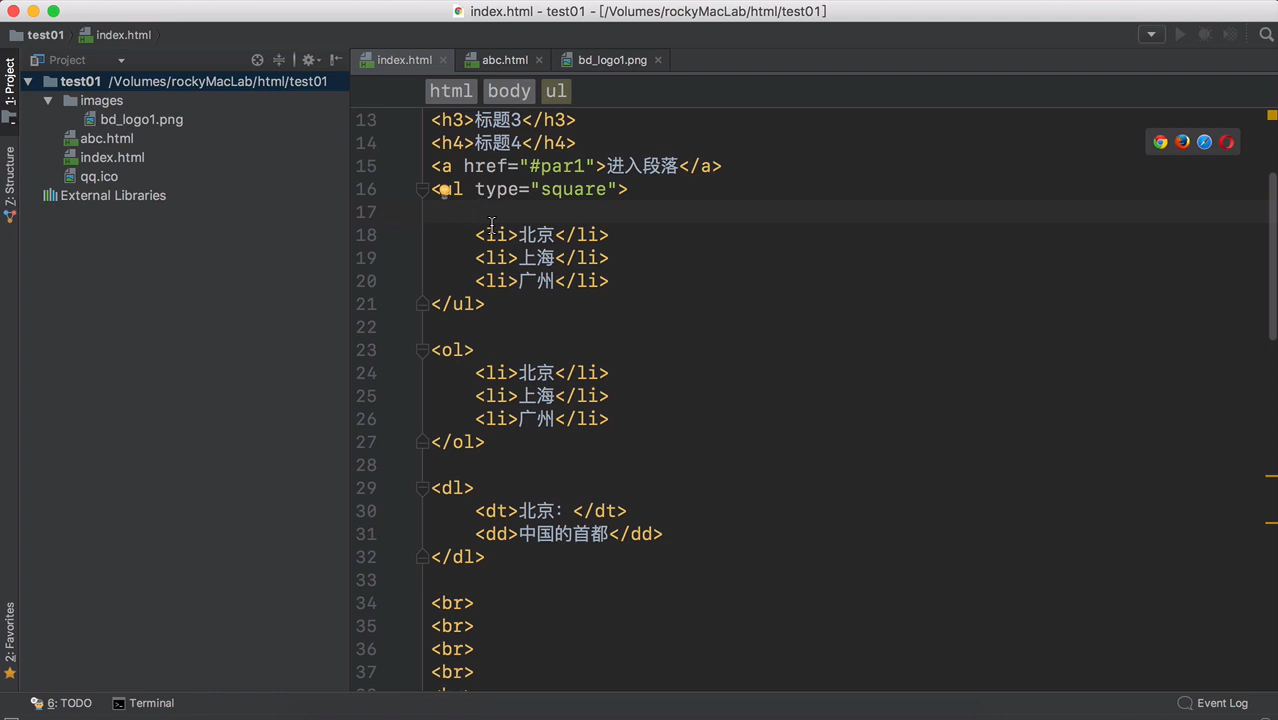 index.html - test01 - [/Volumes/rockyMacLab/html/test01]
test01 index.html
Project
index.html abc.html bd_logo1.png
1: Project
Z: Structure
2: Favorites
test01 /Volumes/rockyMacLab/html/test01
images
bd_logo1.png
abc.html
index.html
qq.ico
External Libraries
html body ul
13 <h3>标题3</h3>
14 <h4>标题4</h4>
15 <a href="#par1">进入段落</a>
16 <ul type="square">
17
18 <li>北京</li>
19 <li>上海</li>
20 <li>广州</li>
21 </ul>
22
23 <ol>
24 <li>北京</li>
25 <li>上海</li>
26 <li>广州</li>
27 </ol>
28
29 <dl>
30 <dt>北京：</dt>
31 <dd>中国的首都</dd>
32 </dl>
33
34 <br>
35 <br>
36 <br>
37 <br>
6: TODO Terminal Event Log